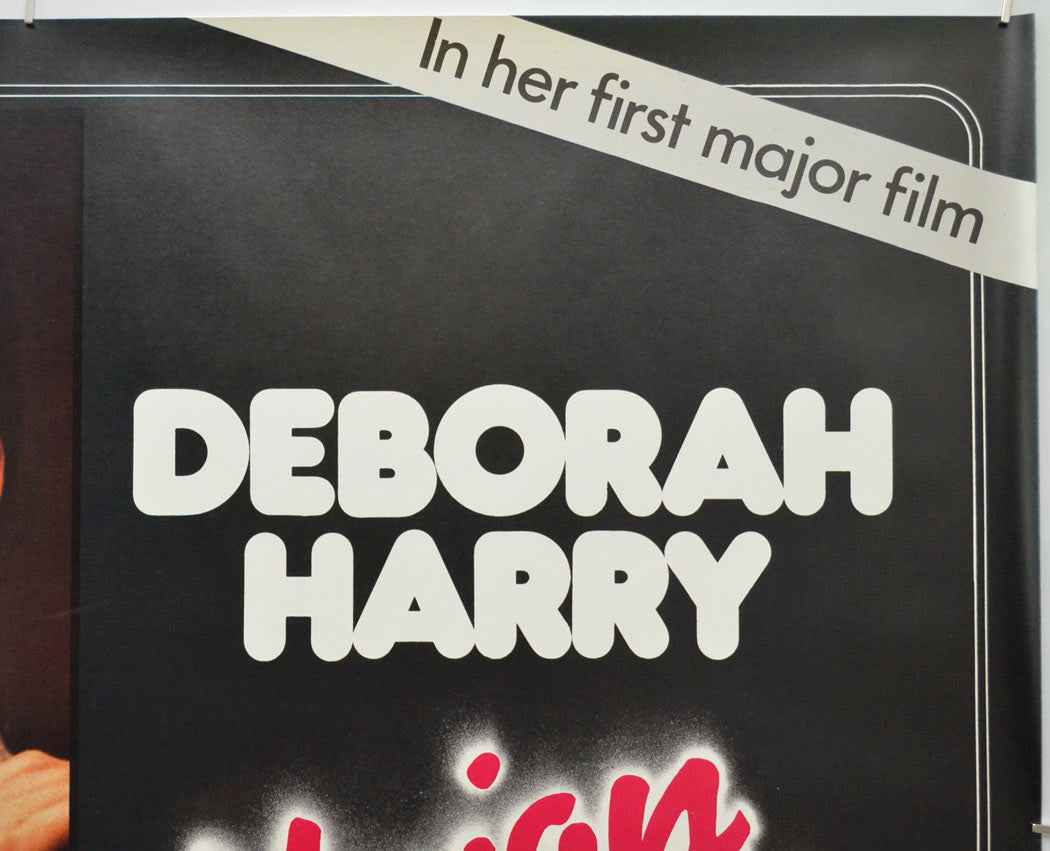 In her first major film
DEBORAH
HARRY